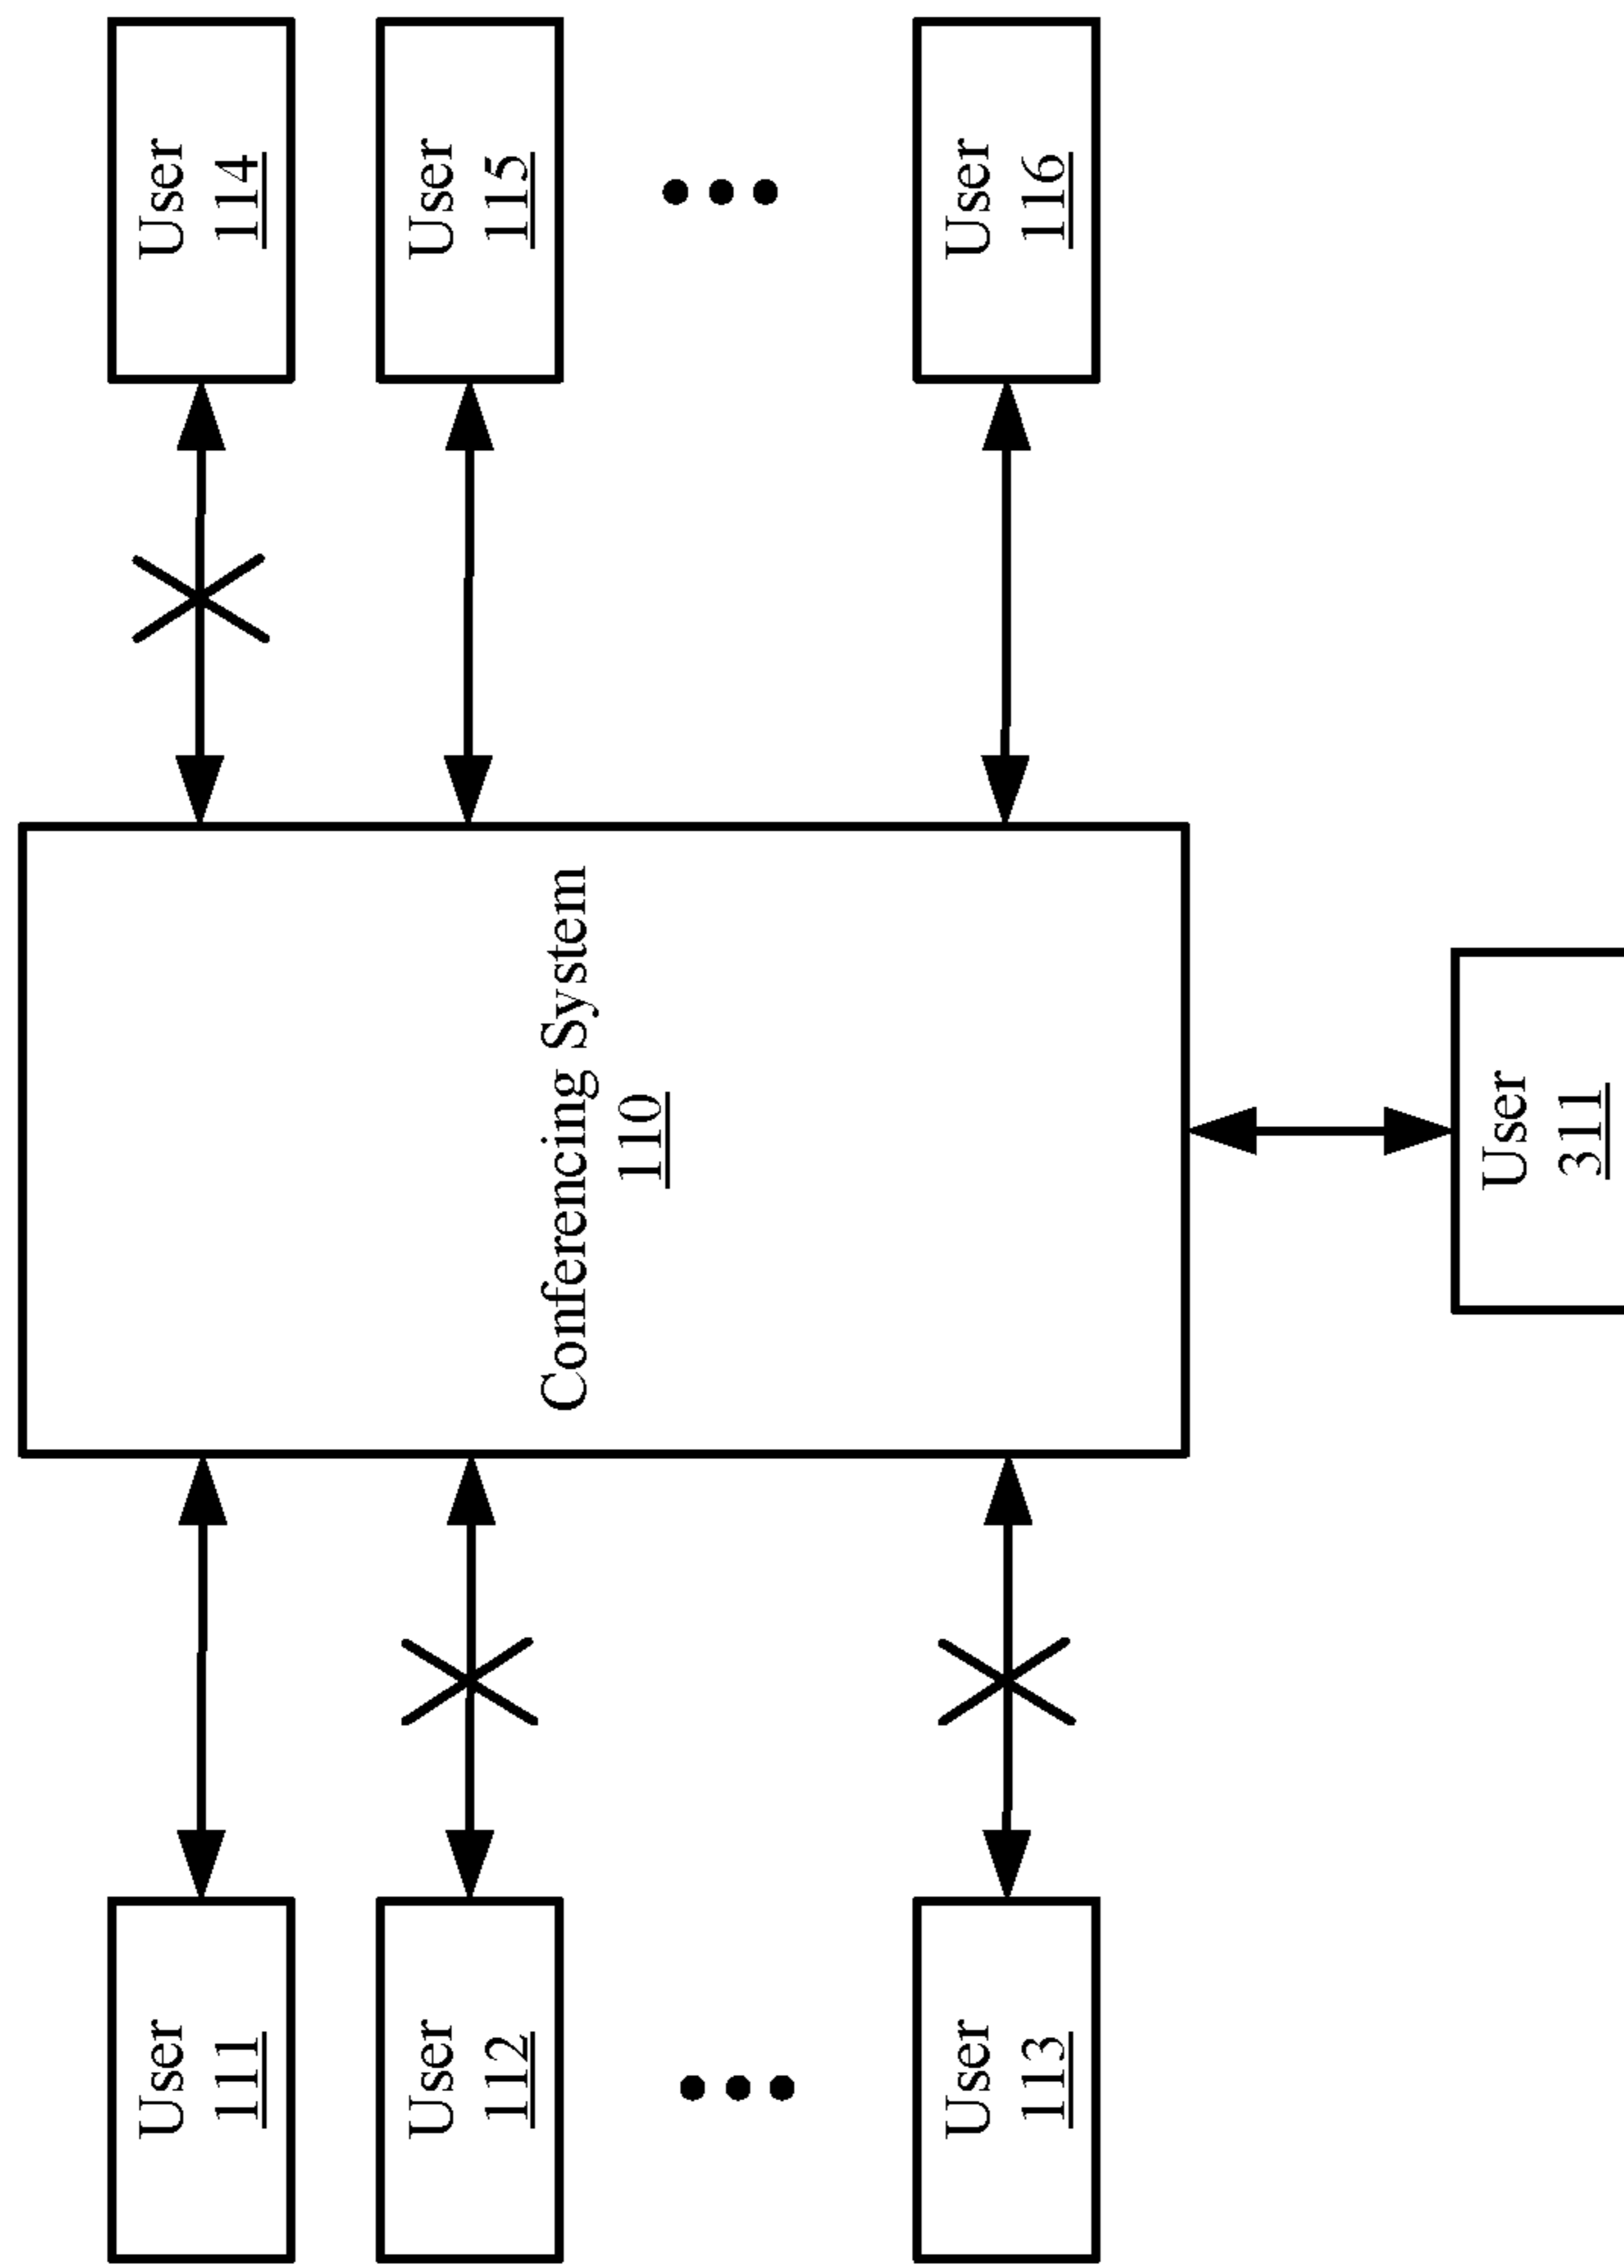 User
111
User
114
User
112
User
115
Conferencing System
110
User
113
User
116
User
311